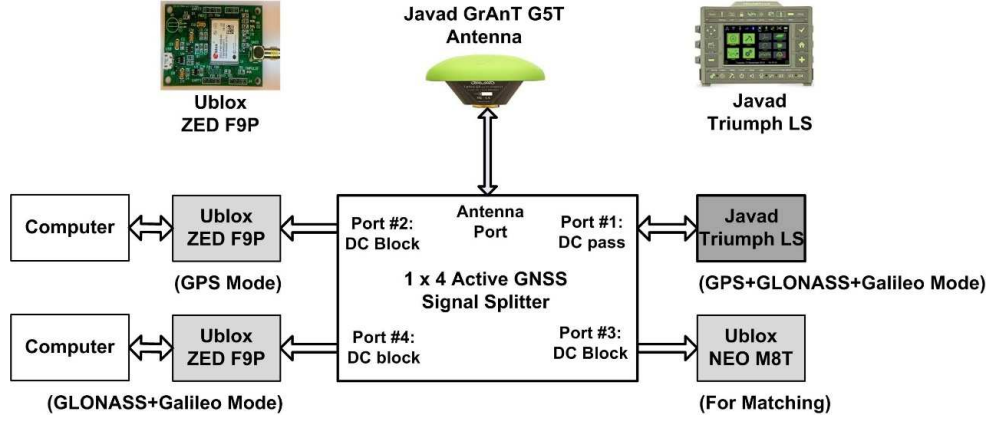 Javad GrAnT G5T
Antenna
Ublox
ZED F9P
Javad
Triumph LS
Computer
Ublox
ZED F9P
(GPS Mode)
Port #2:
DC Block
Antenna
Port
Port #1:
DC pass
Javad
Triumph LS
(GPS+GLONASS+Galileo Mode)
1 x 4 Active GNSS
Signal Splitter
Computer
Ublox
ZED F9P
(GLONASS+Galileo Mode)
Port #4:
DC block
Port #3:
DC Block
Ublox
NEO M8T
(For Matching)